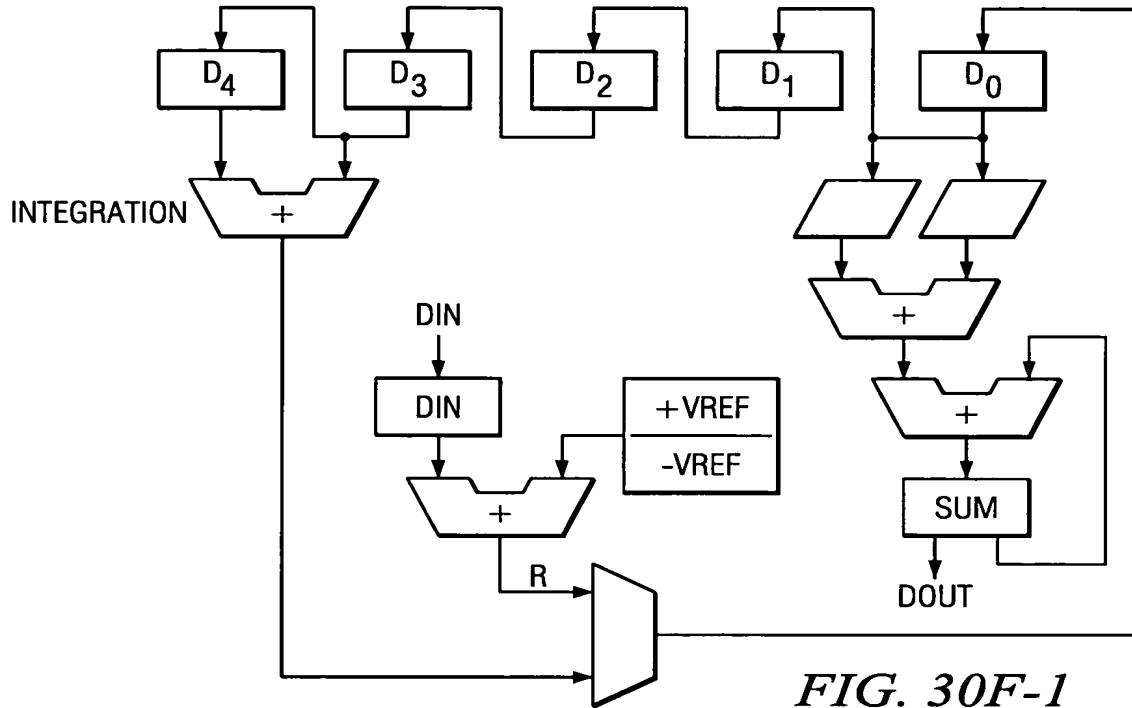 D4 D3 D2 D1 D0
INTEGRATION
+
+
DIN
DIN
+VREF
-VREF
+
+
SUM
R
DOUT
FIG. 30F-1